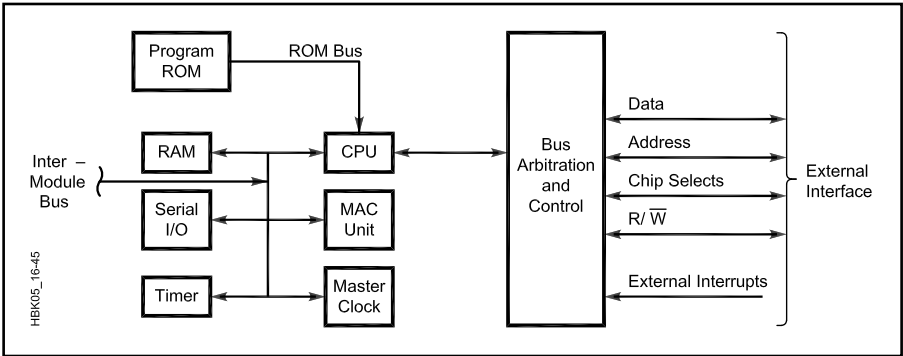 Program
ROM
ROM Bus
RAM
CPU
Inter –
Module
Bus
Serial
I/O
MAC
Unit
Timer
Master
Clock
Bus
Arbitration
and
Control
Data
Address
Chip Selects
R/ W̅
External Interrupts
External
Interface
HBK05_16-45